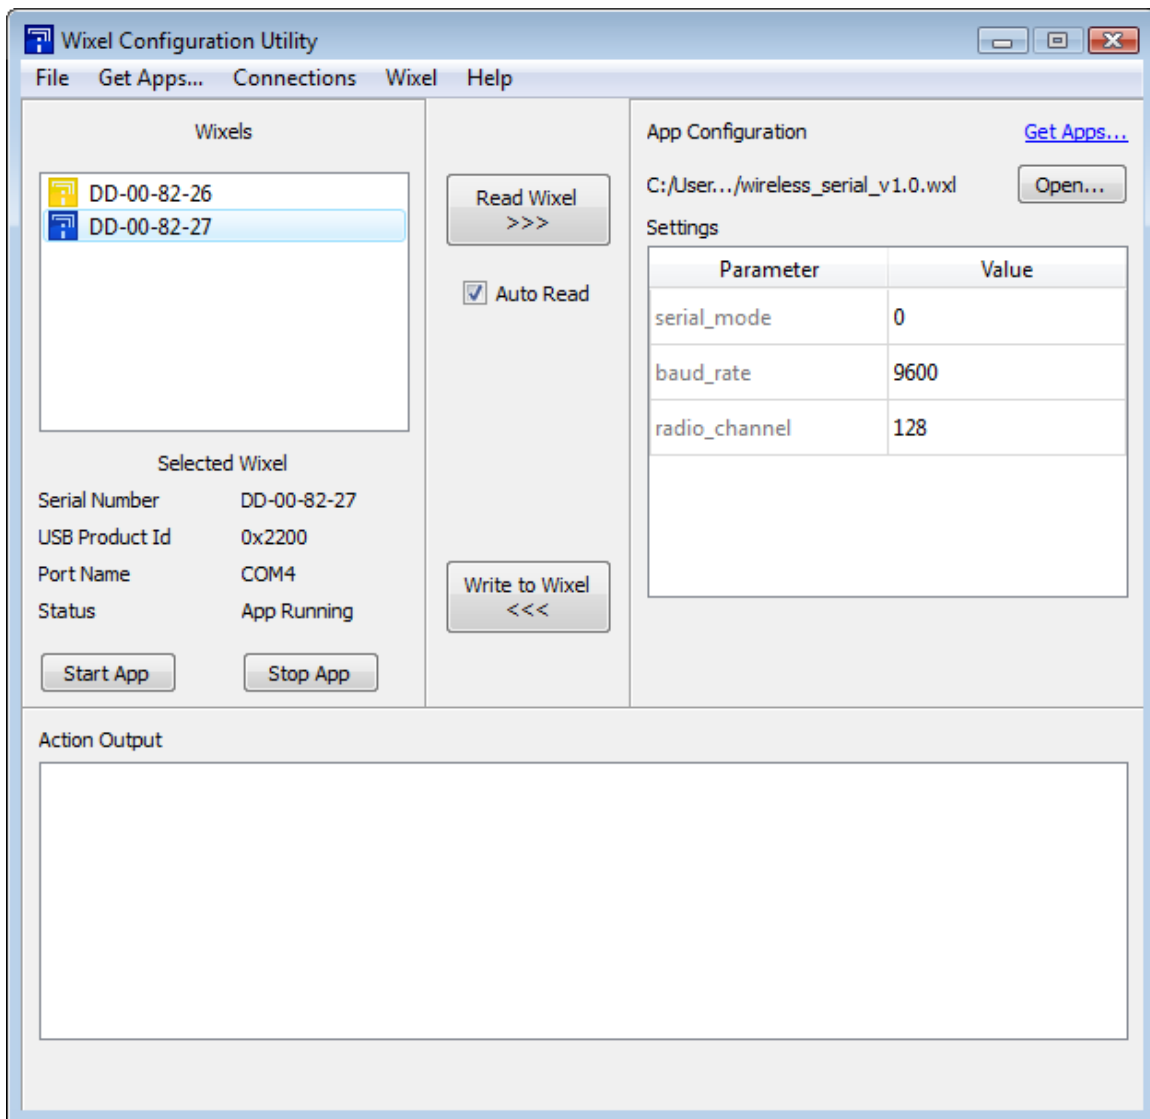 Wixel Configuration Utility
File Get Apps... Connections Wixel Help
Wixels
DD-00-82-26
DD-00-82-27
Selected Wixel
Serial Number DD-00-82-27
USB Product Id 0x2200
Port Name COM4
Status App Running
Start App Stop App
Read Wixel
>>>
Auto Read
Write to Wixel
<<<
App Configuration Get Apps...
C:/User.../wireless_serial_v1.0.wxl Open...
Settings
Parameter Value
serial_mode 0
baud_rate 9600
radio_channel 128
Action Output